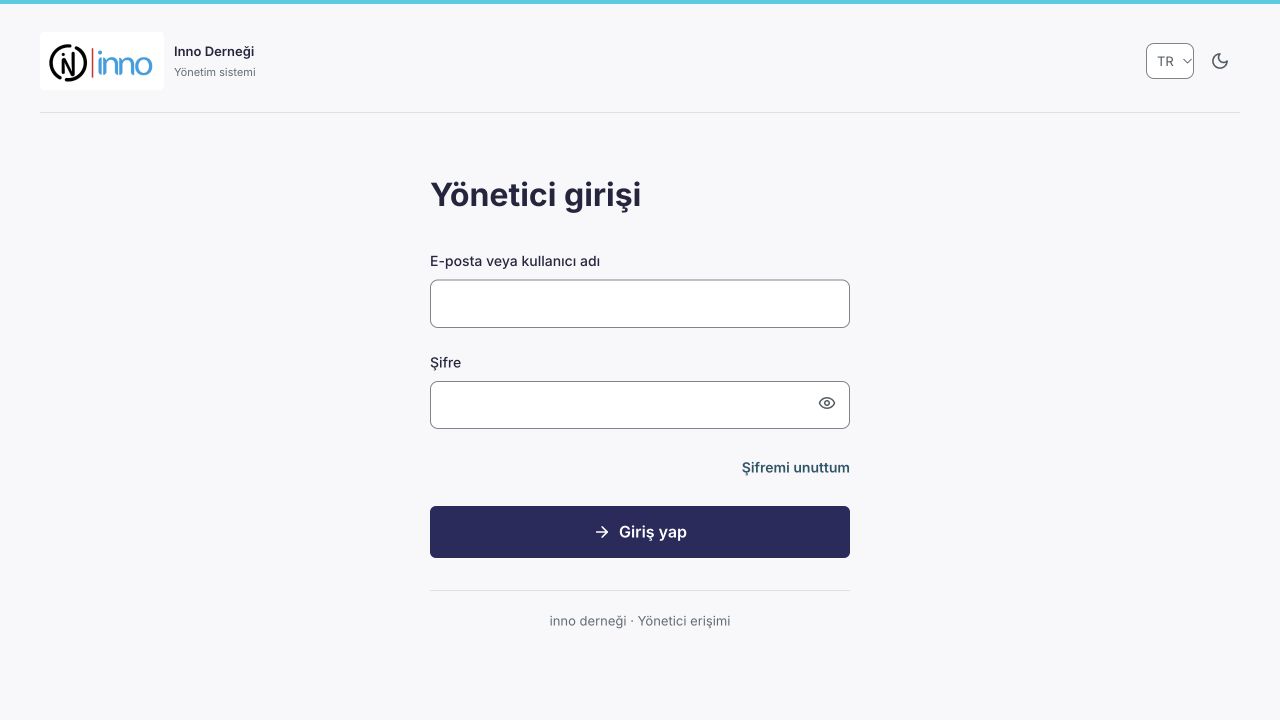 inno
Inno Derneği
Yönetim sistemi
TR
Yönetici girişi
E-posta veya kullanıcı adı
Şifre
Şifremi unuttum
Giriş yap
inno derneği · Yönetici erişimi